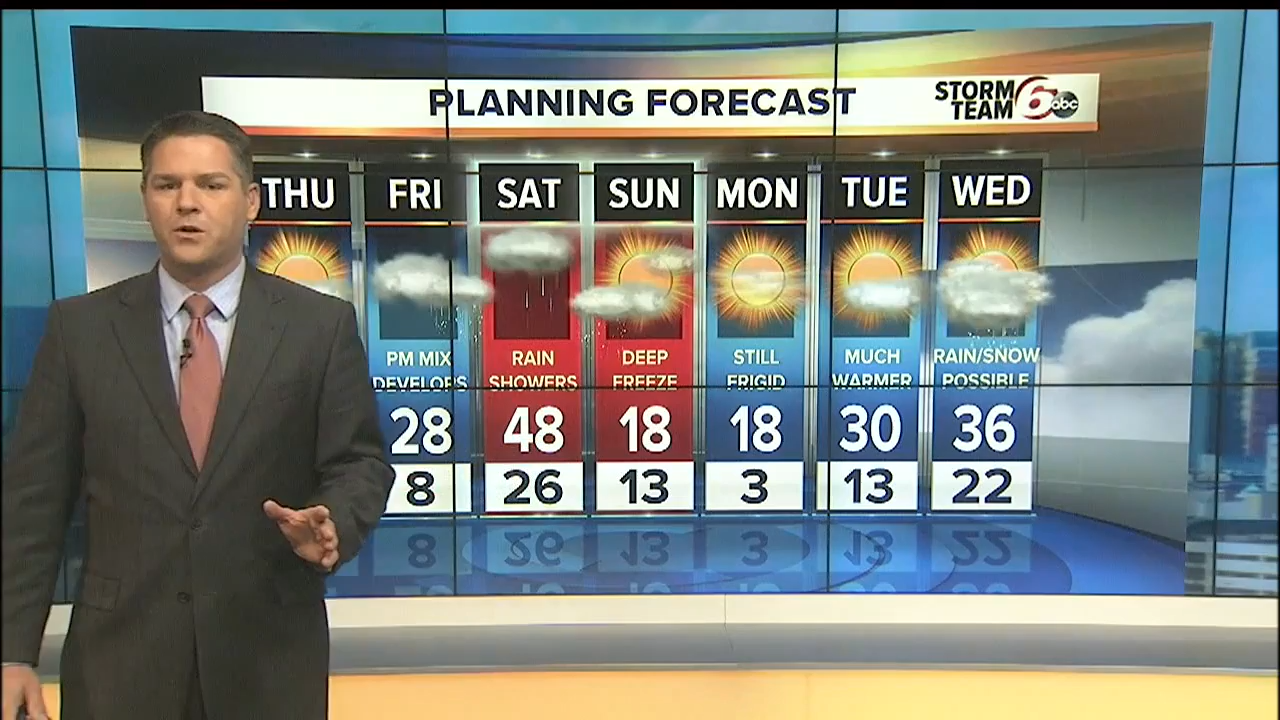 PLANNING FORECAST
STORM
TEAM 6 abc
THU FRI SAT SUN MON TUE WED
PM MIX
DEVELOPS
RAIN
SHOWERS
DEEP
FREEZE
STILL
FRIGID
MUCH
WARMER
RAIN/SNOW
POSSIBLE
28 48 18 18 30 36
8 26 13 3 13 22